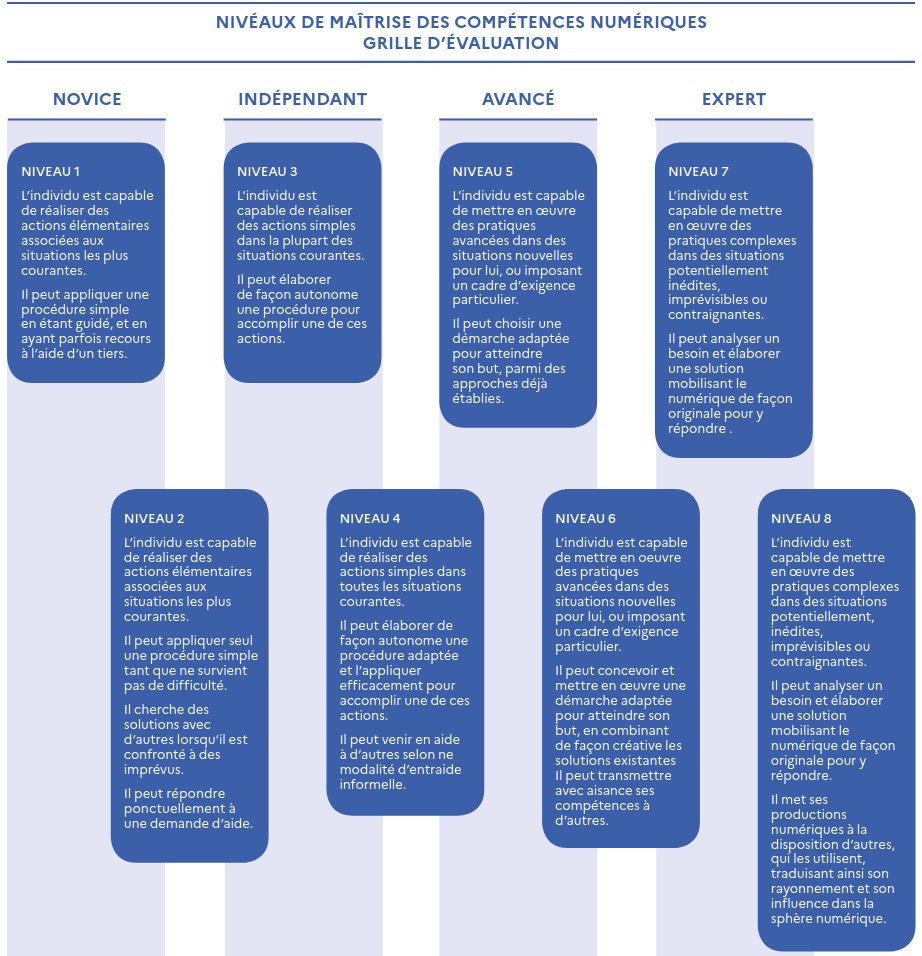 NIVÉAUX DE MAÎTRISE DES COMPÉTENCES NUMÉRIQUES
GRILLE D’ÉVALUATION
NOVICE
INDÉPENDANT
AVANCÉ
EXPERT
NIVEAU 1
L’individu est capable
de réaliser des
actions élémentaires
associées aux
situations les plus
courantes.
Il peut appliquer une
procédure simple
en étant guidé, et en
ayant parfois recours
à l’aide d’un tiers.
NIVEAU 3
L’individu est
capable de réaliser
des actions simples
dans la plupart des
situations courantes.
Il peut élaborer
de façon autonome
une procédure pour
accomplir une de ces
actions.
NIVEAU 5
L’individu est capable
de mettre en œuvre
des pratiques
avancées dans des
situations nouvelles
pour lui, ou imposant
un cadre d’exigence
particulier.
Il peut choisir une
démarche adaptée
pour atteindre
son but, parmi des
approches déjà
établies.
NIVEAU 7
L’individu est
capable de mettre
en œuvre des
pratiques complexes
dans des situations
potentiellement
inédites,
imprévisibles ou
contraignantes.
Il peut analyser un
besoin et élaborer
une solution
mobilisant le
numérique de façon
originale pour y
répondre .
NIVEAU 2
L’individu est capable
de réaliser des
actions élémentaires
associées aux
situations les plus
courantes.
Il peut appliquer seul
une procédure simple
tant que ne survient
pas de difficulté.
Il cherche des
solutions avec
d’autres lorsqu’il est
confronté à des
imprévus.
Il peut répondre
ponctuellement à
une demande d’aide.
NIVEAU 4
L’individu est capable
de réaliser des
actions simples dans
toutes les situations
courantes.
Il peut élaborer de
façon autonome une
procédure adaptée
et l’appliquer
efficacement pour
accomplir une de ces
actions.
Il peut venir en aide
à d’autres selon ne
modalité d’entraide
informelle.
NIVEAU 6
L’individu est capable
de mettre en oeuvre
des pratiques
avancées dans des
situations nouvelles
pour lui, ou imposant
un cadre d’exigence
particulier.
Il peut concevoir et
mettre en œuvre une
démarche adaptée
pour atteindre son
but, en combinant
de façon créative les
solutions existantes
Il peut transmettre
avec aisance ses
compétences à
d’autres.
NIVEAU 8
L’individu est
capable de mettre
en œuvre des
pratiques complexes
dans des situations
potentiellement,
inédites,
imprévisibles ou
contraignantes.
Il peut analyser un
besoin et élaborer
une solution
mobilisant le
numérique de façon
originale pour y
répondre.
Il met ses
productions
numériques à la
disposition d’autres,
qui les utilisent,
traduisant ainsi son
rayonnement et son
influence dans la
sphère numérique.